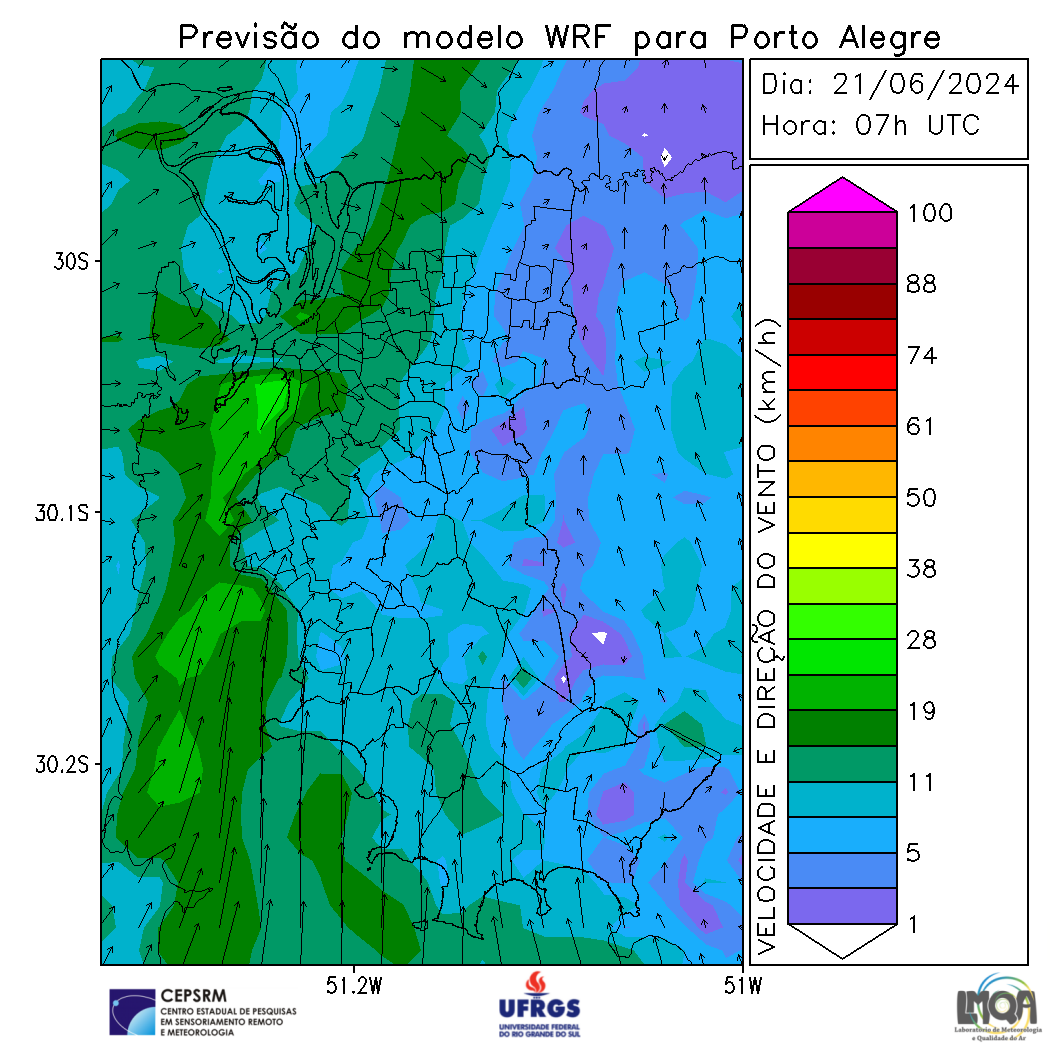 Previsão do modelo WRF para Porto Alegre
Dia: 21/06/2024
Hora: 07h UTC
100
88
74
61
50
38
28
19
11
5
1
VELOCIDADE E DIREÇÃO DO VENTO (km/h)
30S
30.1S
30.2S
51.2W
51W
CEPSRM
CENTRO ESTADUAL DE PESQUISAS
EM SENSORIAMENTO REMOTO
E METEOROLOGIA
UFRGS
UNIVERSIDADE FEDERAL
DO RIO GRANDE DO SUL
LMQA
Laboratório de Meteorologia
e Qualidade do Ar